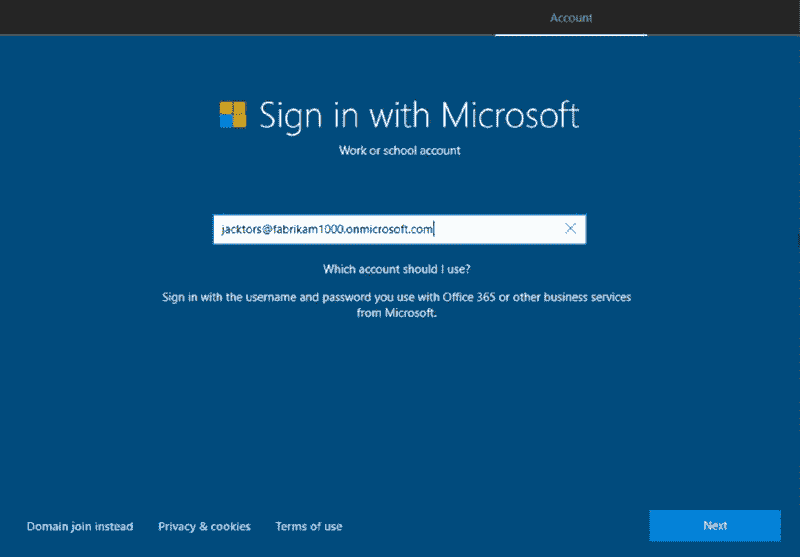 Account
Sign in with Microsoft
Work or school account
jacktors@fabrikam1000.onmicrosoft.com
Which account should I use?
Sign in with the username and password you use with Office 365 or other business services
from Microsoft.
Domain join instead Privacy & cookies Terms of use Next